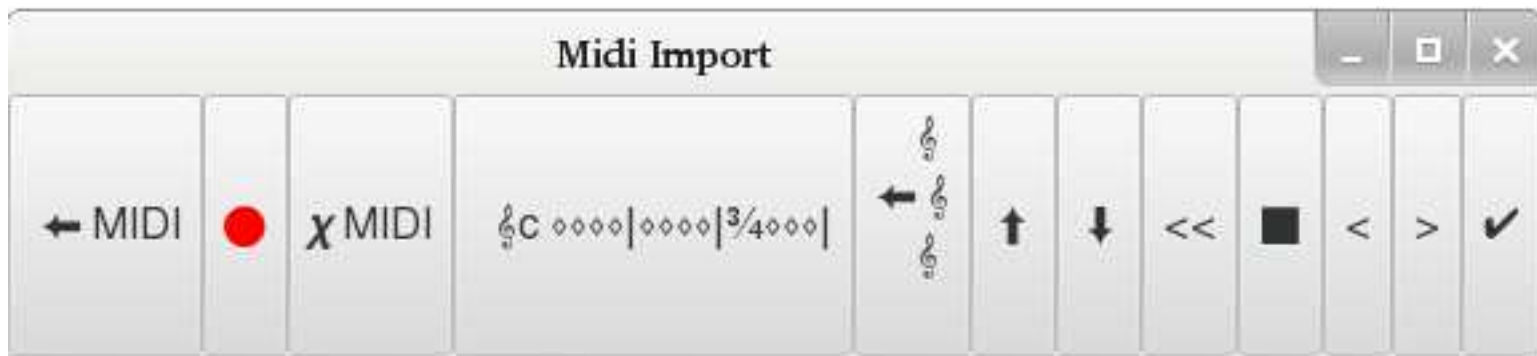 Midi Import
← MIDI ● χ MIDI 𝄞C ⋄⋄⋄⋄|⋄⋄⋄⋄|¾⋄⋄⋄| 𝄞 ← 𝄞 𝄞 ⬆ ⬇ << ■ < > ✔